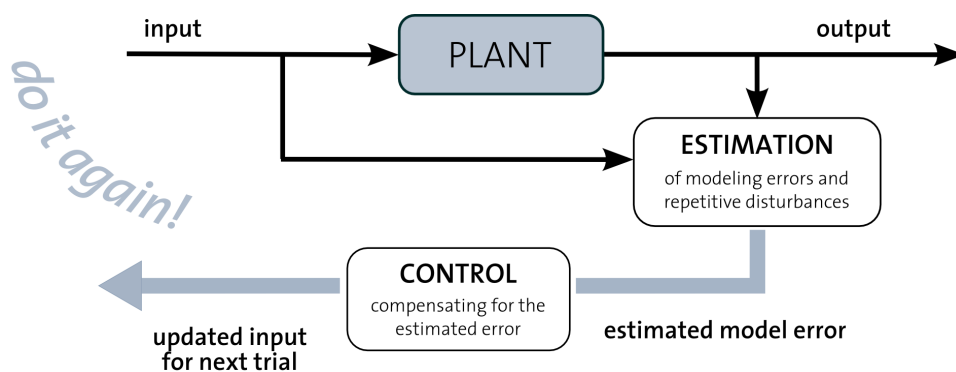 input
PLANT
output
do it again!
ESTIMATION
of modeling errors and
repetitive disturbances
CONTROL
compensating for the
estimated error
estimated model error
updated input
for next trial